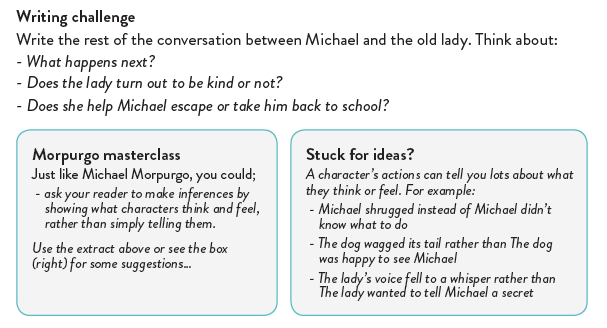 Writing challenge
Write the rest of the conversation between Michael and the old lady. Think about:
- What happens next?
- Does the lady turn out to be kind or not?
- Does she help Michael escape or take him back to school?
Morpurgo masterclass
Just like Michael Morpurgo, you could;
- ask your reader to make inferences by
showing what characters think and feel,
rather than simply telling them.
Use the extract above or see the box
(right) for some suggestions...
Stuck for ideas?
A character's actions can tell you lots about what
they think or feel. For example:
- Michael shrugged instead of Michael didn't
know what to do
- The dog wagged its tail rather than The dog
was happy to see Michael
- The lady's voice fell to a whisper rather than
The lady wanted to tell Michael a secret